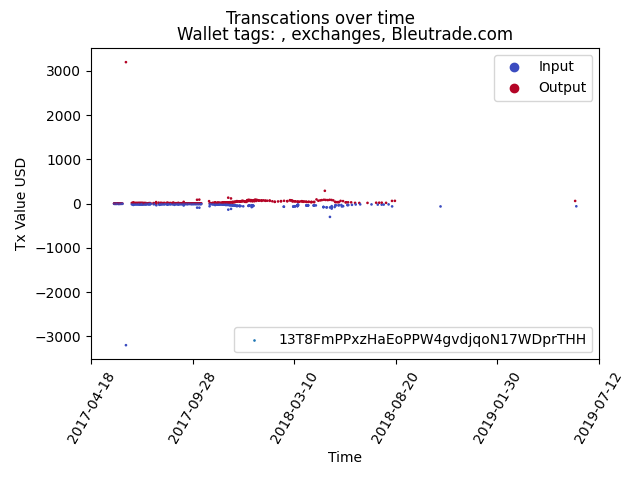 Transcations over time
Wallet tags: , exchanges, Bleutrade.com
Input
Output
3000
2000
1000
0
−1000
−2000
−3000
Tx Value USD
13T8FmPPxzHaEoPPW4gvdjqoN17WDprTHH
2017-04-18
2017-09-28
2018-03-10
2018-08-20
2019-01-30
2019-07-12
Time